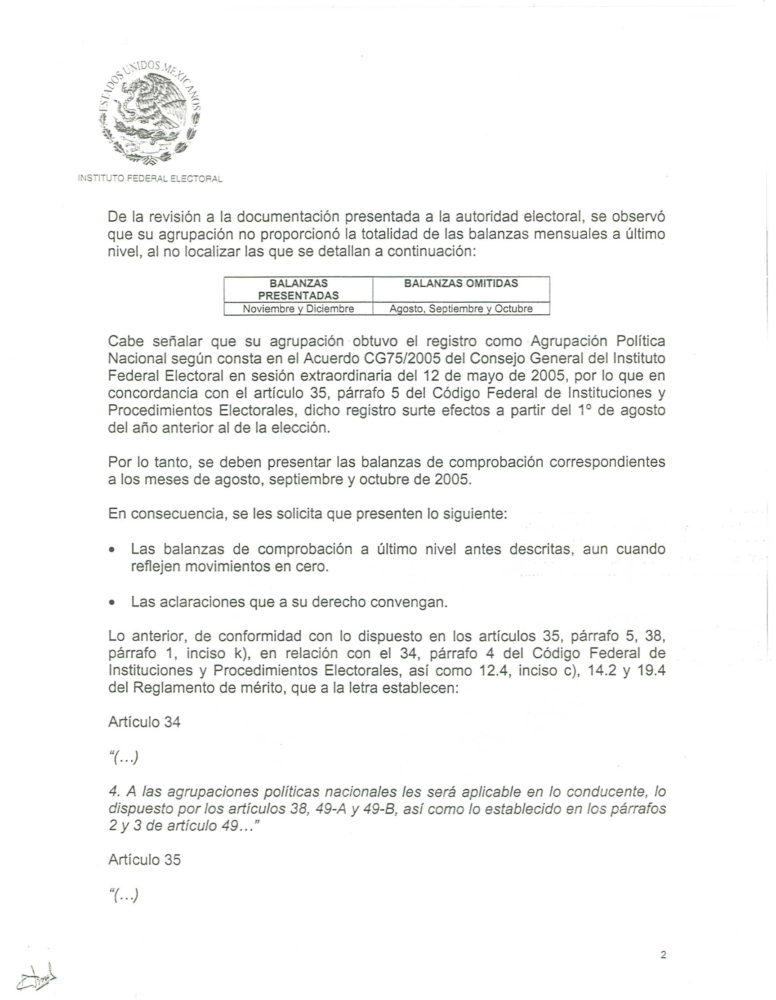 ESTADOS UNIDOS MEXICANOS
INSTITUTO FEDERAL ELECTORAL
De la revisión a la documentación presentada a la autoridad electoral, se observó
que su agrupación no proporcionó la totalidad de las balanzas mensuales a último
nivel, al no localizar las que se detallan a continuación:
BALANZAS
PRESENTADAS
BALANZAS OMITIDAS
Noviembre y Diciembre
Agosto, Septiembre y Octubre
Cabe señalar que su agrupación obtuvo el registro como Agrupación Política
Nacional según consta en el Acuerdo CG75/2005 del Consejo General del Instituto
Federal Electoral en sesión extraordinaria del 12 de mayo de 2005, por lo que en
concordancia con el artículo 35, párrafo 5 del Código Federal de Instituciones y
Procedimientos Electorales, dicho registro surte efectos a partir del 1º de agosto
del año anterior al de la elección.
Por lo tanto, se deben presentar las balanzas de comprobación correspondientes
a los meses de agosto, septiembre y octubre de 2005.
En consecuencia, se les solicita que presenten lo siguiente:
• Las balanzas de comprobación a último nivel antes descritas, aun cuando
reflejen movimientos en cero.
• Las aclaraciones que a su derecho convengan.
Lo anterior, de conformidad con lo dispuesto en los artículos 35, párrafo 5, 38,
párrafo 1, inciso k), en relación con el 34, párrafo 4 del Código Federal de
Instituciones y Procedimientos Electorales, así como 12.4, inciso c), 14.2 y 19.4
del Reglamento de mérito, que a la letra establecen:
Artículo 34
“(...)
4. A las agrupaciones políticas nacionales les será aplicable en lo conducente, lo
dispuesto por los artículos 38, 49-A y 49-B, así como lo establecido en los párrafos
2 y 3 de artículo 49...”
Artículo 35
“(...)
2